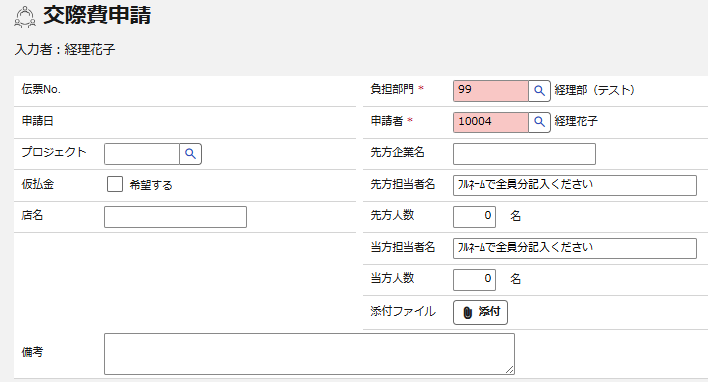 交際費申請
入力者：経理花子
伝票No.
負担部門 * 99 経理部（テスト）
申請日
申請者 * 10004 経理花子
プロジェクト
先方企業名
仮払金 希望する
先方担当者名 ﾌﾙﾈｰﾑで全員分記入ください
店名
先方人数 0 名
当方担当者名 ﾌﾙﾈｰﾑで全員分記入ください
当方人数 0 名
添付ファイル 添付
備考